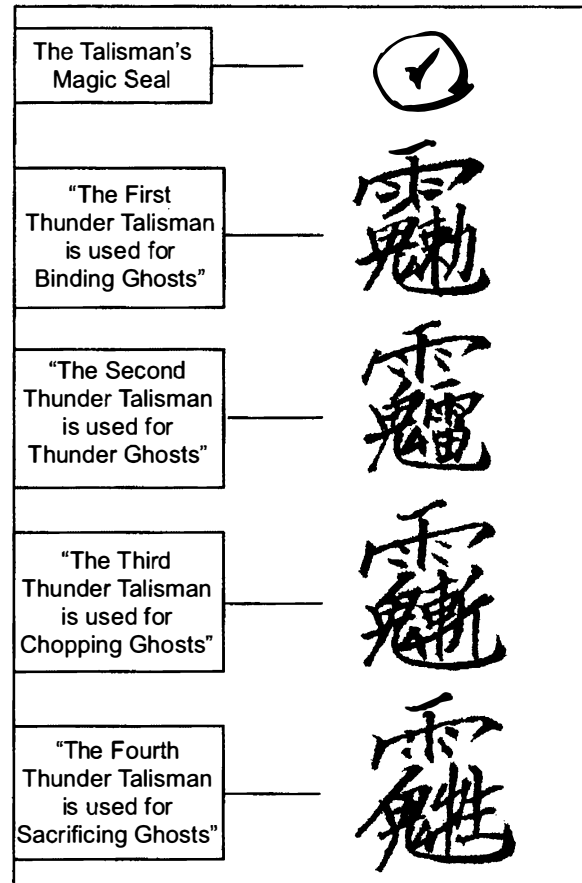 The Talisman's
Magic Seal
“The First
Thunder Talisman
is used for
Binding Ghosts”
“The Second
Thunder Talisman
is used for
Thunder Ghosts”
“The Third
Thunder Talisman
is used for
Chopping Ghosts”
“The Fourth
Thunder Talisman
is used for
Sacrificing Ghosts”